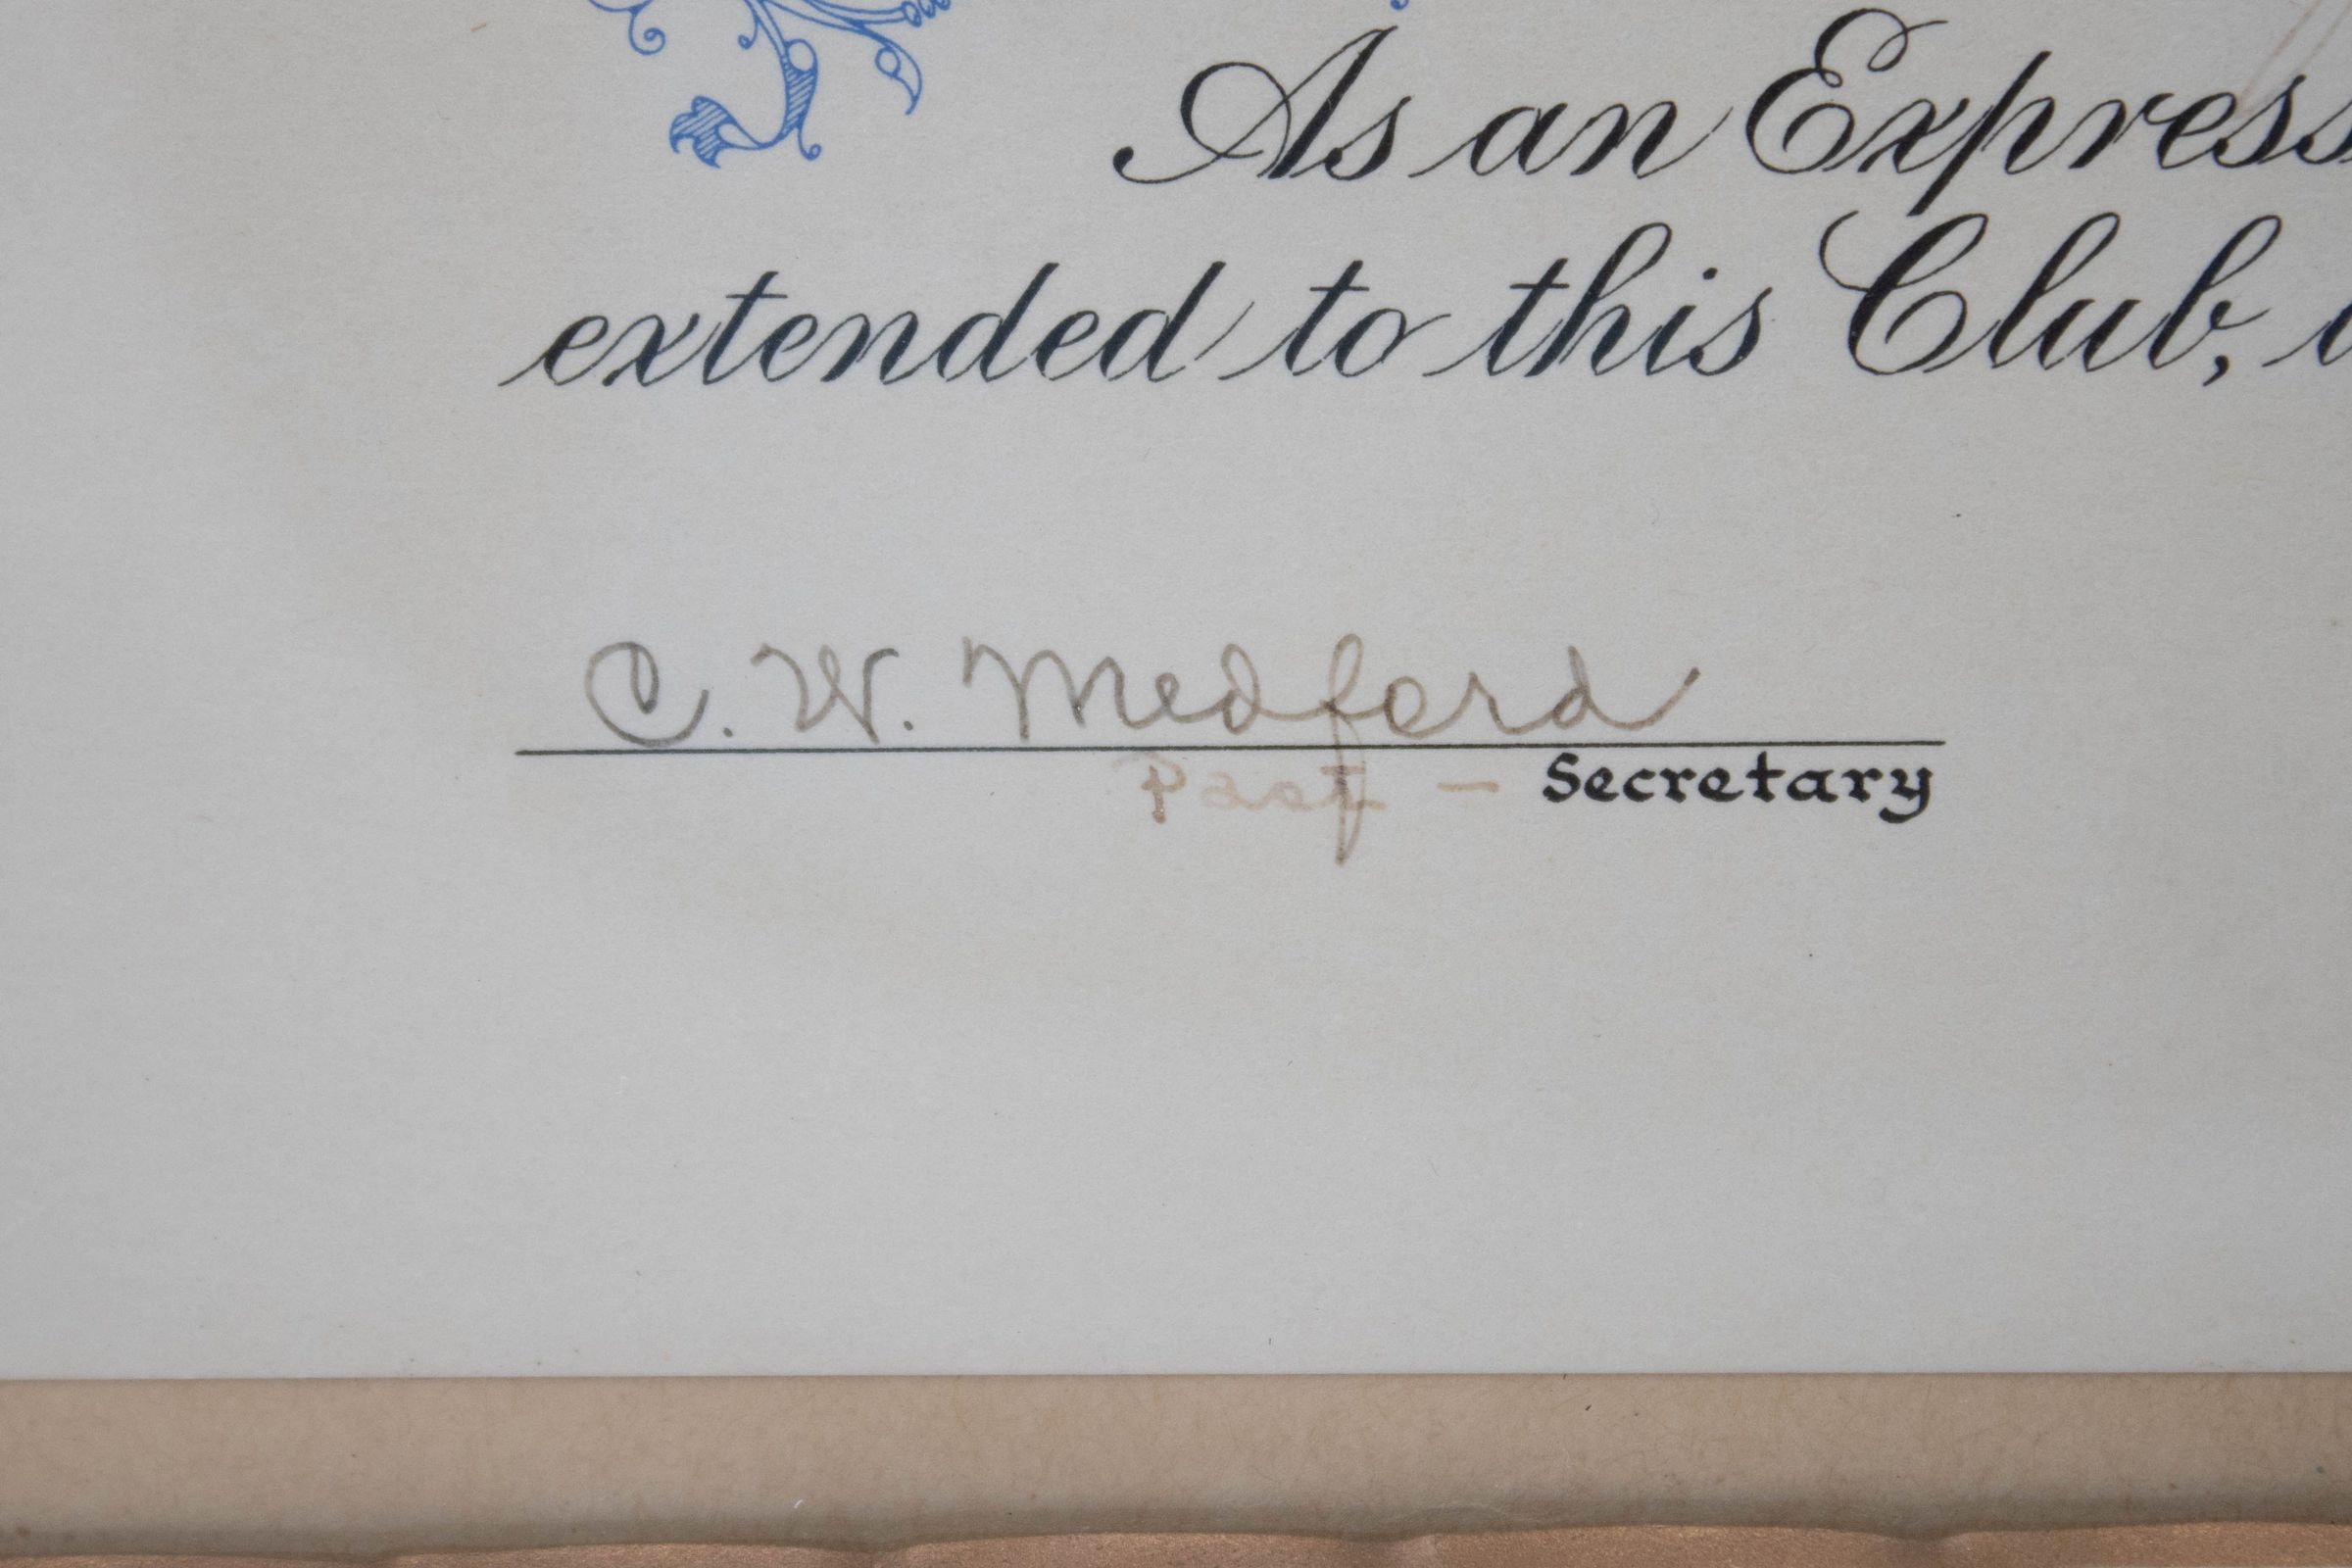 As an Express
extended to this Club,
C. W. Medford
Past - Secretary